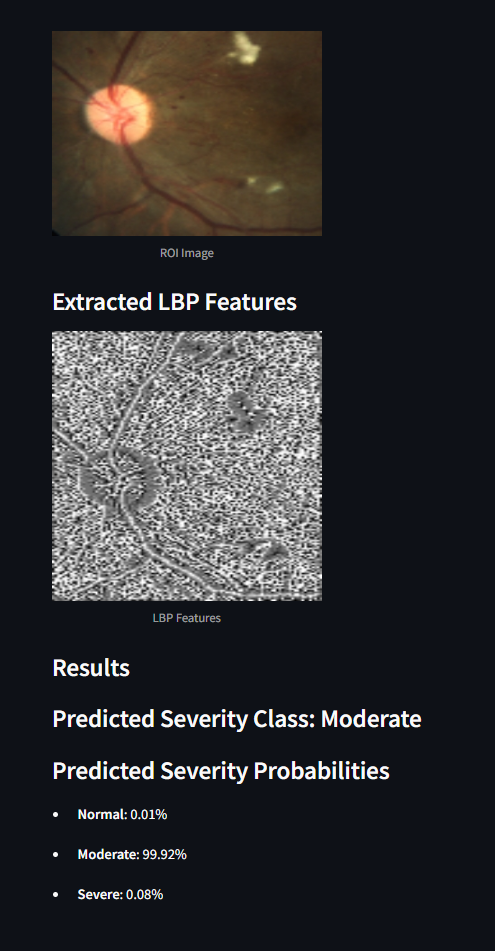 ROI Image
Extracted LBP Features
LBP Features
Results
Predicted Severity Class: Moderate
Predicted Severity Probabilities
• Normal: 0.01%
• Moderate: 99.92%
• Severe: 0.08%